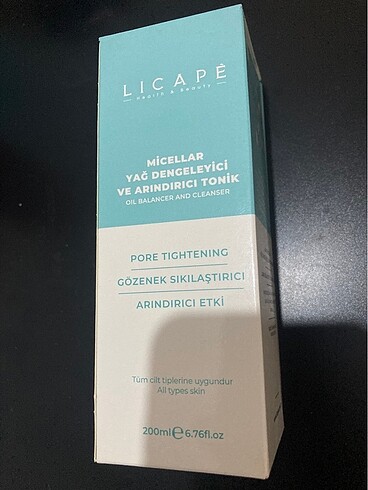 LICAPÈ
Health & Beauty
MİCELLAR
YAĞ DENGELEYİCİ
VE ARINDIRICI TONİK
OIL BALANCER AND CLEANSER
PORE TIGHTENING
GÖZENEK SIKILAŞTIRICI
ARINDIRICI ETKİ
Tüm cilt tiplerine uygundur
All types skin
200ml℮6.76fl.oz